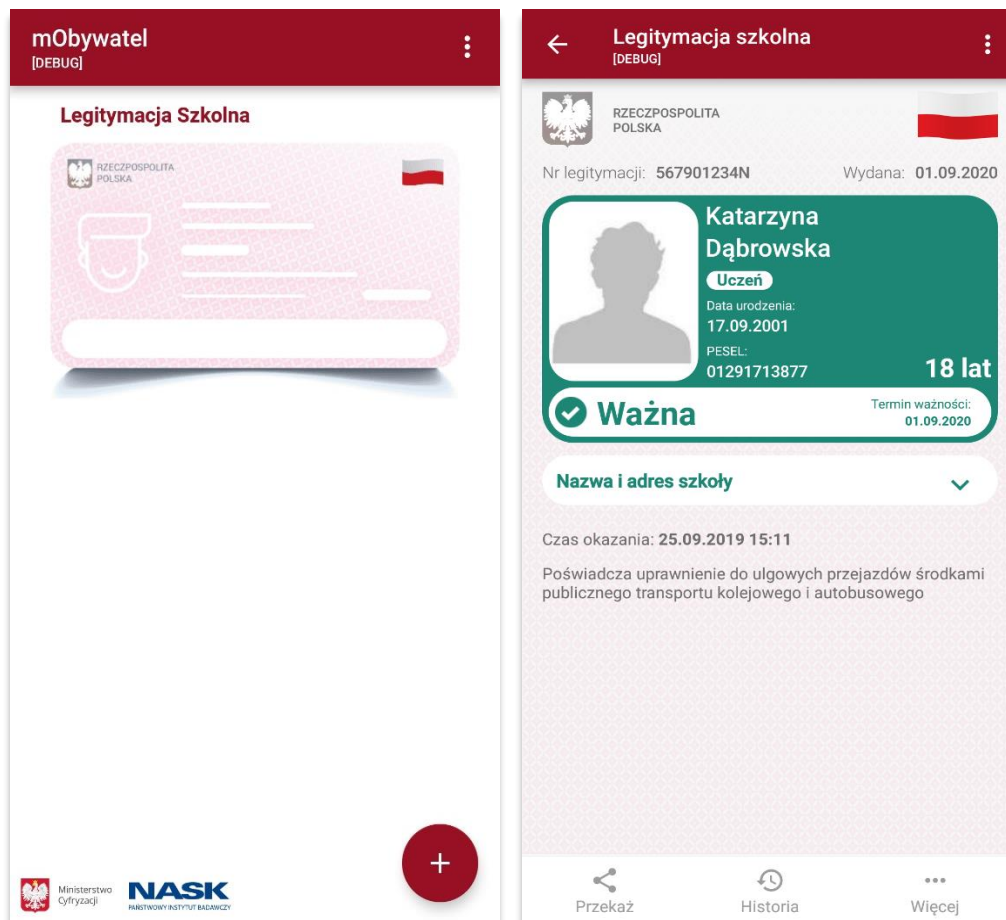 mObywatel
[DEBUG]
Legitymacja Szkolna
RZECZPOSPOLITA
POLSKA
Ministerstwo
Cyfryzacji
NASK
PAŃSTWOWY INSTYTUT BADAWCZY
Legitymacja szkolna
[DEBUG]
RZECZPOSPOLITA
POLSKA
Nr legitymacji: 567901234N Wydana: 01.09.2020
Katarzyna
Dąbrowska
Uczeń
Data urodzenia:
17.09.2001
PESEL:
01291713877
18 lat
Ważna
Termin ważności:
01.09.2020
Nazwa i adres szkoły
Czas okazania: 25.09.2019 15:11
Poświadcza uprawnienie do ulgowych przejazdów środkami
publicznego transportu kolejowego i autobusowego
Przekaż Historia Więcej